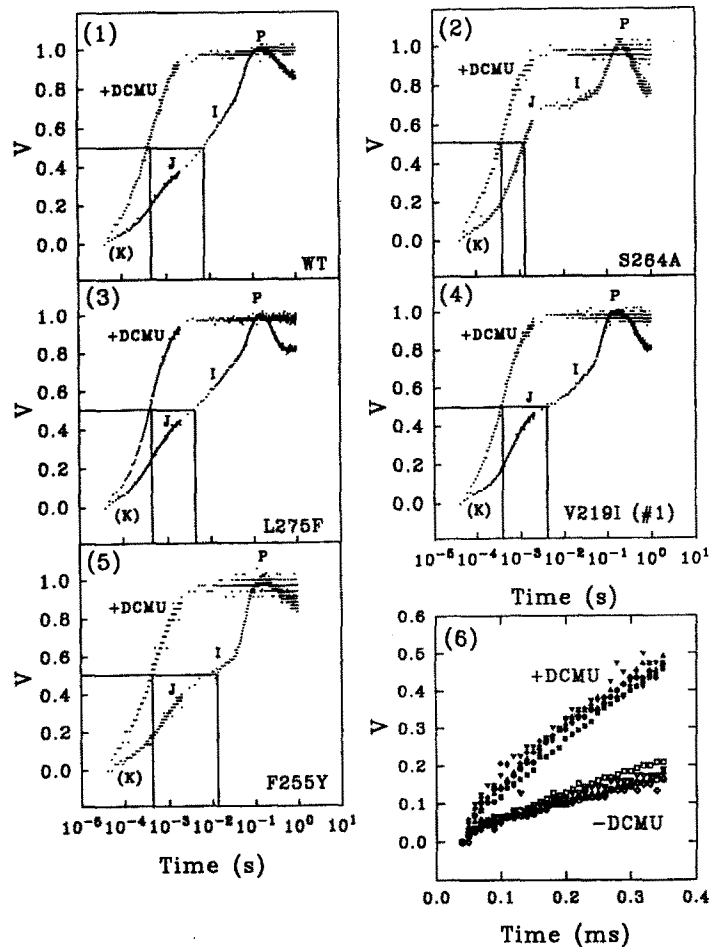 (1)
V
1.0
0.8
0.6
0.4
0.2
0.0
+DCMU
P
I
J
(K)
WT
(2)
V
1.0
0.8
0.6
0.4
0.2
0.0
+DCMU
P
J
I
(K)
S264A
(3)
V
1.0
0.8
0.6
0.4
0.2
0.0
+DCMU
P
I
J
(K)
L275F
(4)
V
1.0
0.8
0.6
0.4
0.2
0.0
+DCMU
P
I
J
(K)
V219I (#1)
10⁻⁵ 10⁻⁴ 10⁻³ 10⁻² 10⁻¹ 10⁰ 10¹
Time (s)
(5)
V
1.0
0.8
0.6
0.4
0.2
0.0
+DCMU
P
I
J
(K)
F255Y
10⁻⁵ 10⁻⁴ 10⁻³ 10⁻² 10⁻¹ 10⁰ 10¹
Time (s)
(6)
V
0.6
0.5
0.4
0.3
0.2
0.1
0.0
+DCMU
−DCMU
0.0 0.1 0.2 0.3 0.4
Time (ms)